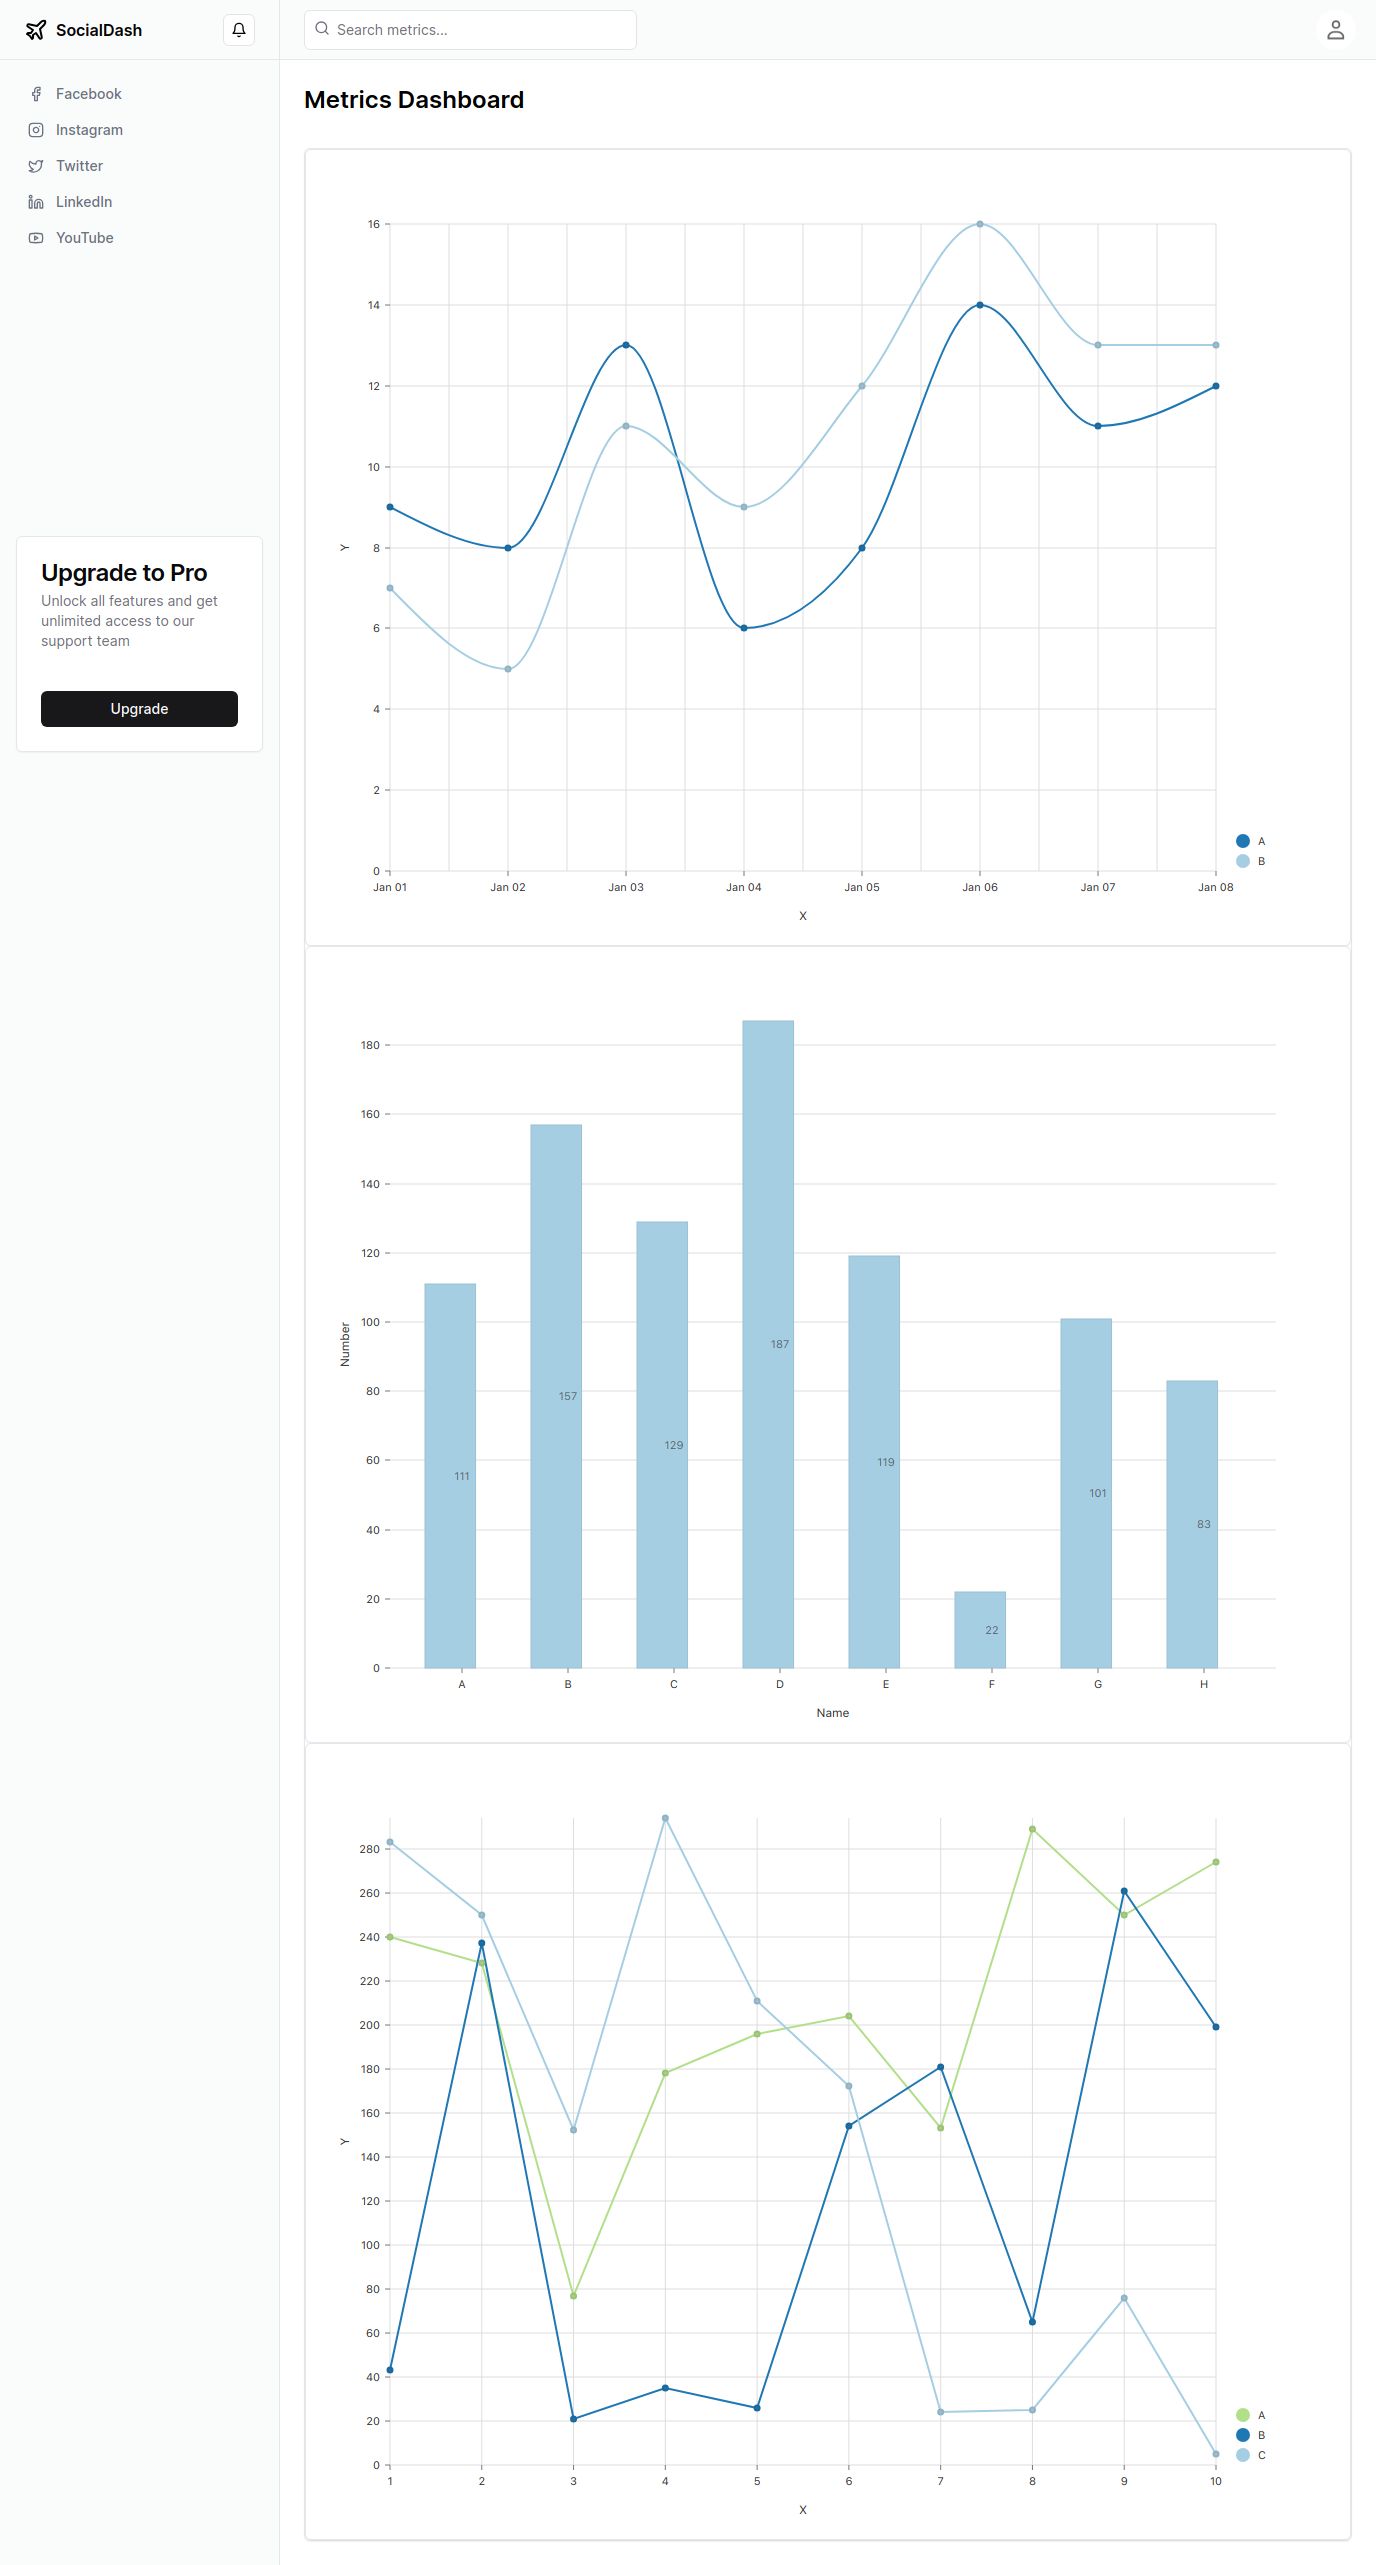 SocialDash
Search metrics...
Facebook
Instagram
Twitter
LinkedIn
YouTube
Upgrade to Pro
Unlock all features and get
unlimited access to our
support team
Upgrade
Metrics Dashboard
16
14
12
10
8
6
4
2
0
Y
Jan 01 Jan 02 Jan 03 Jan 04 Jan 05 Jan 06 Jan 07 Jan 08
X
A
B
180
160
140
120
100
80
60
40
20
0
Number
111 157 129 187 119 22 101 83
A B C D E F G H
Name
280
260
240
220
200
180
160
140
120
100
80
60
40
20
0
Y
1 2 3 4 5 6 7 8 9 10
X
A
B
C